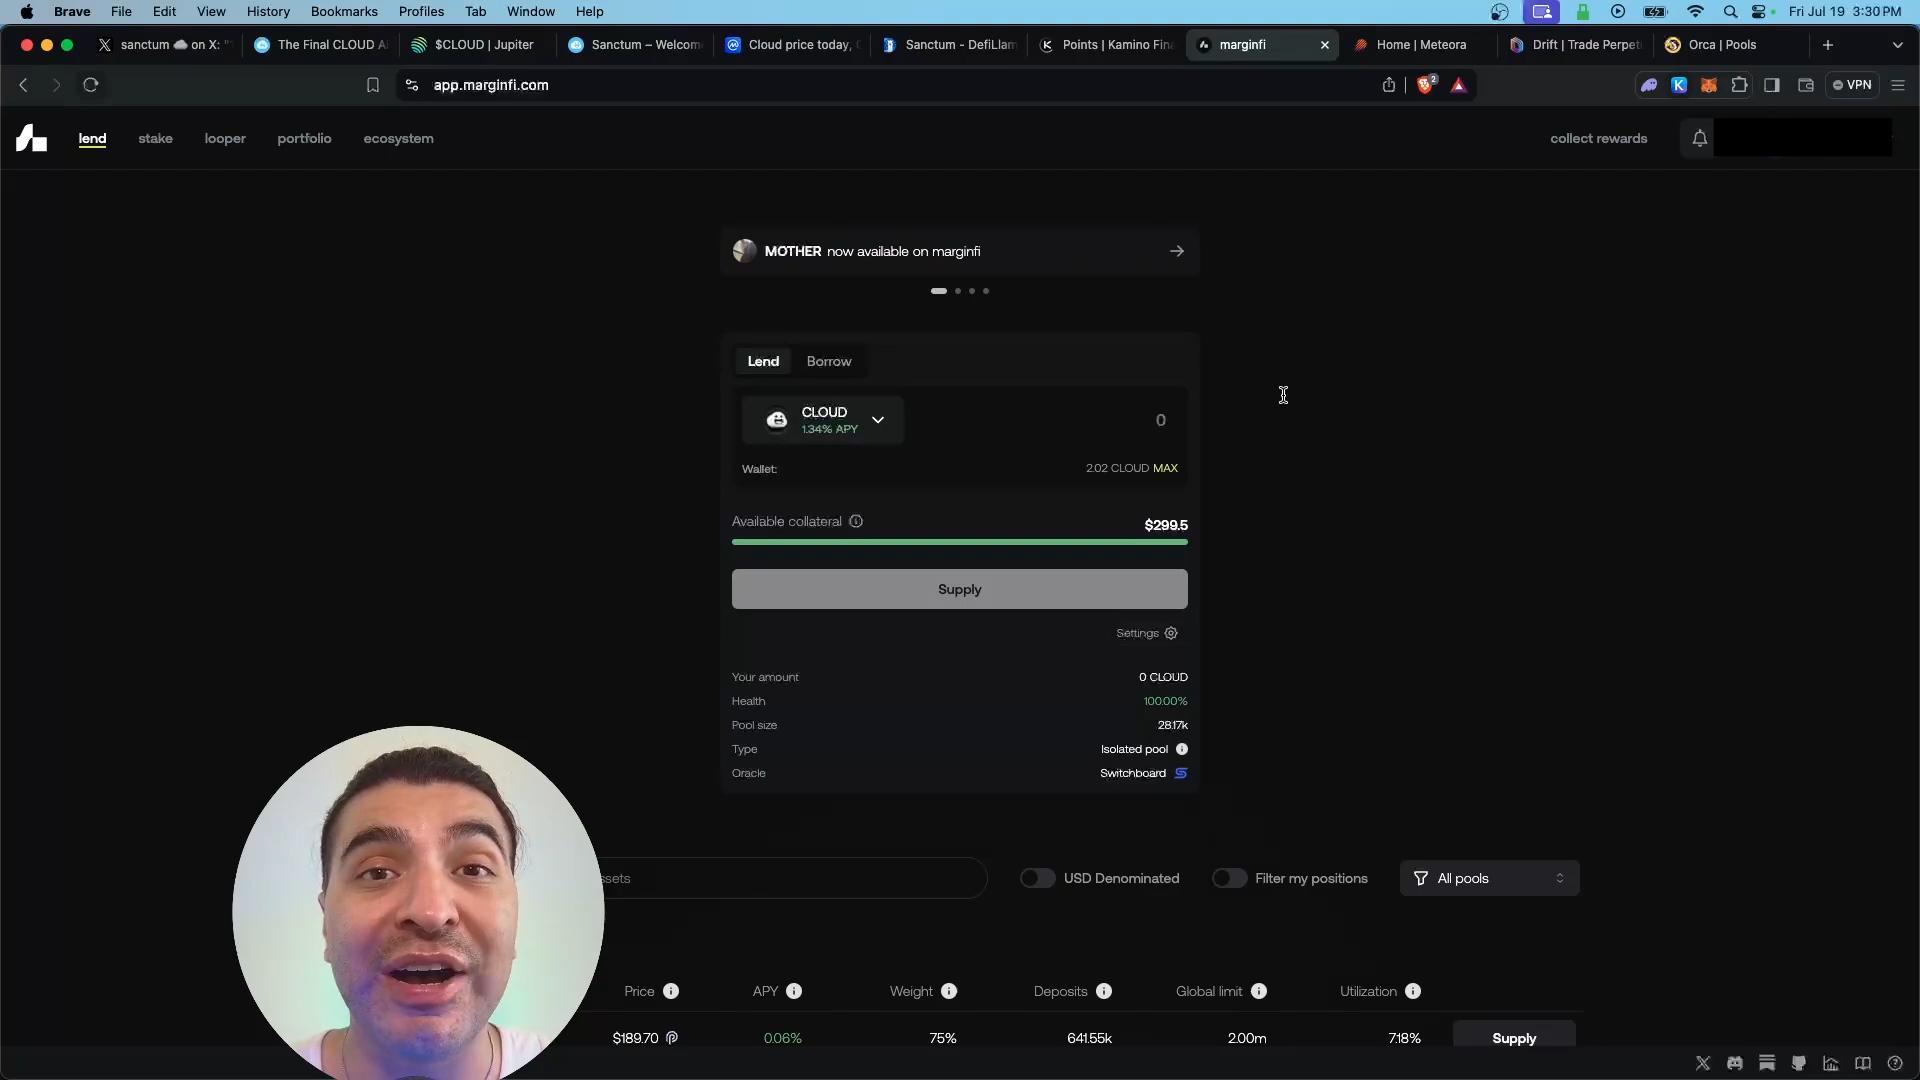 Brave File Edit View History Bookmarks Profiles Tab Window Help Fri Jul 19 3:30 PM
sanctum on X: " The Final CLOUD A $CLOUD | Jupiter Sanctum – Welcom Cloud price today, Sanctum - DefiLlam Points | Kamino Fin marginfi Home | Meteora Drift | Trade Perpet Orca | Pools
app.marginfi.com 2 VPN
lend stake looper portfolio ecosystem collect rewards
MOTHER now available on marginfi
Lend Borrow
CLOUD
1.34% APY
0
Wallet: 2.02 CLOUD MAX
Available collateral $299.5
Supply
Settings
Your amount 0 CLOUD
Health 100.00%
Pool size 28.17k
Type Isolated pool
Oracle Switchboard
ssets USD Denominated Filter my positions All pools
Price APY Weight Deposits Global limit Utilization
$189.70 0.06% 75% 641.55k 2.00m 7.18% Supply